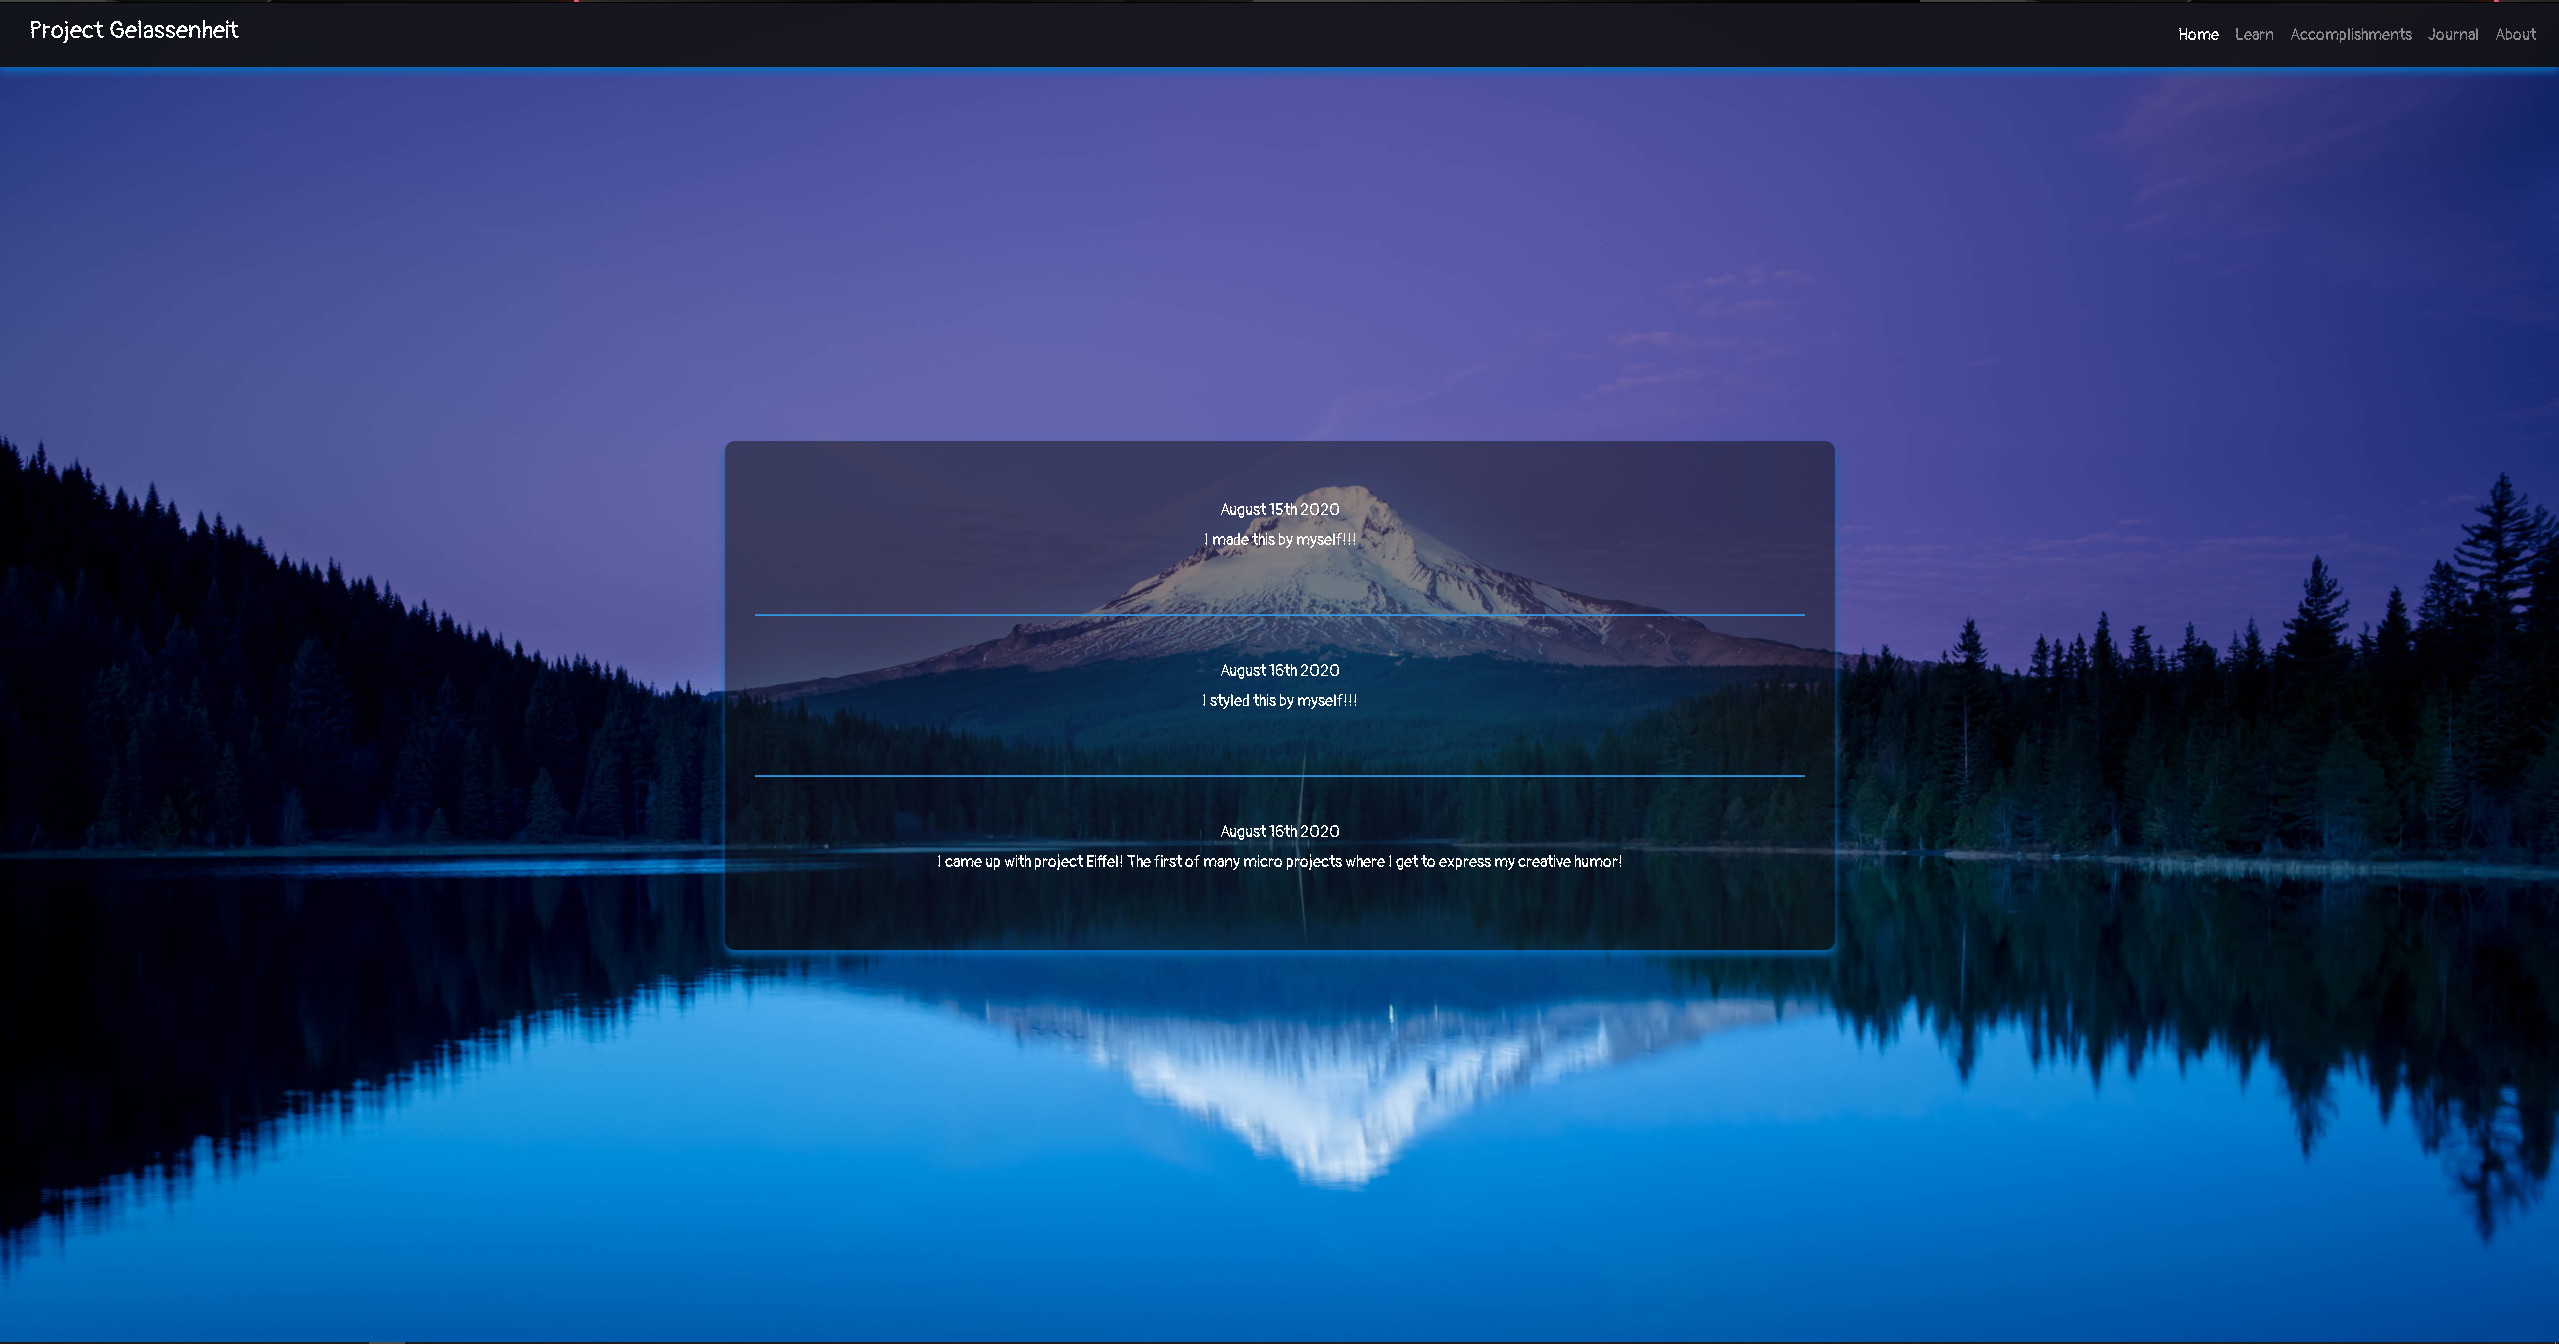 Project Gelassenheit
Home Learn Accomplishments Journal About
August 15th 2020
I made this by myself!!!
August 16th 2020
I styled this by myself!!!
August 16th 2020
I came up with project Eiffel! The first of many micro projects where I get to express my creative humor!